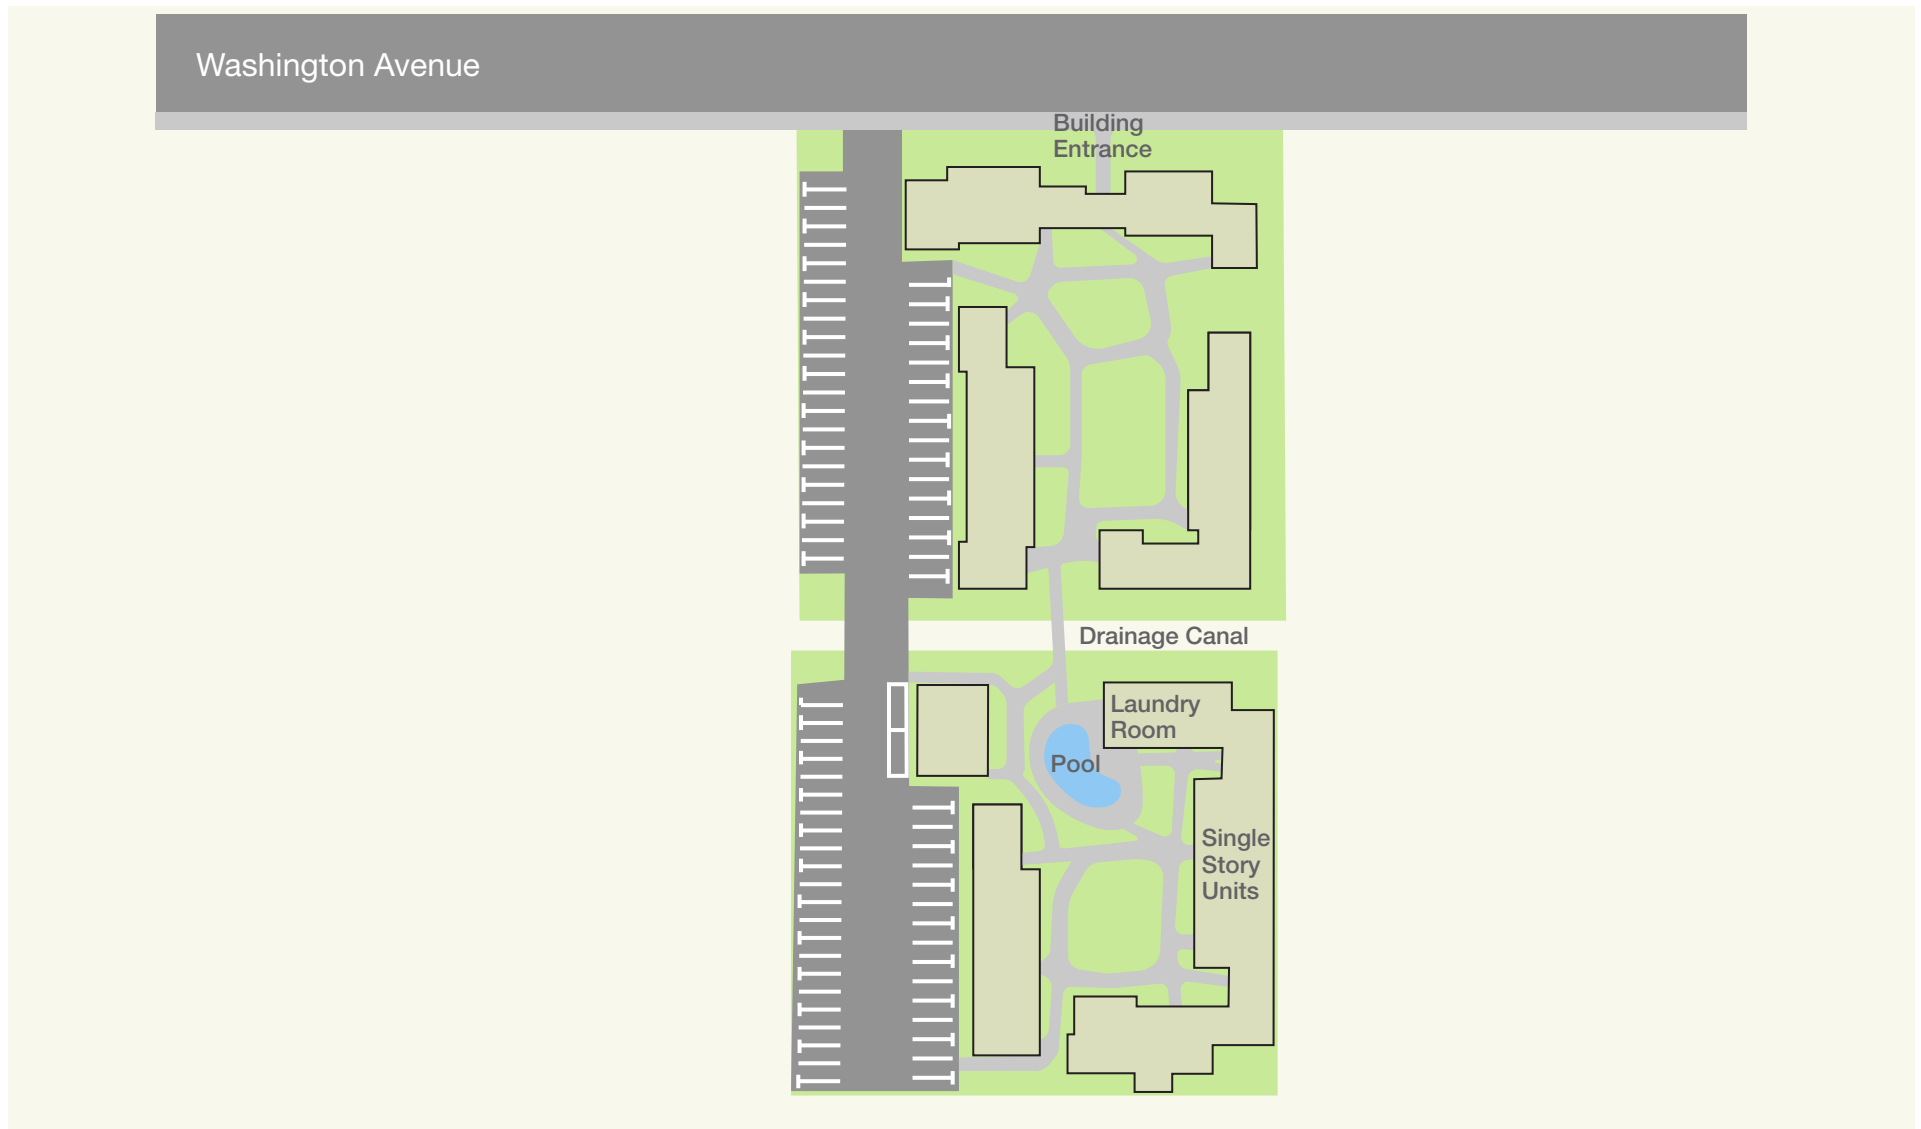 Washington Avenue
Building
Entrance
Drainage Canal
Laundry
Room
Pool
Single
Story
Units